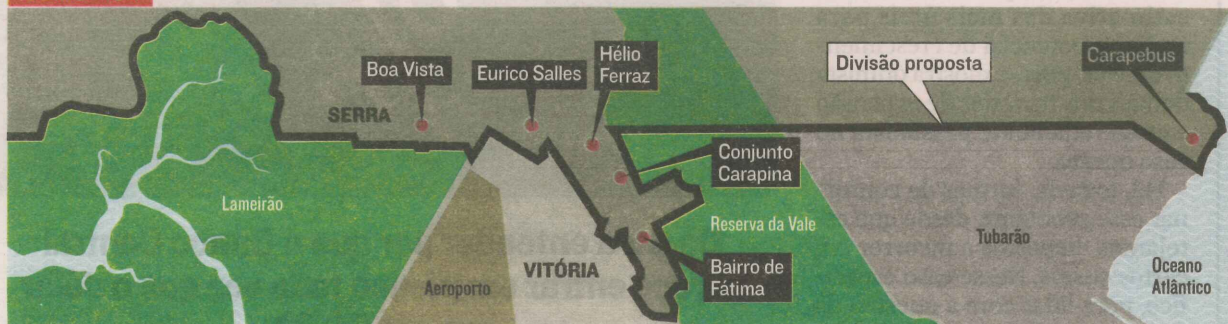 Boa Vista
Eurico Salles
Hélio
Ferraz
Divisão proposta
Carapebus
SERRA
Conjunto
Carapina
Lameirão
Reserva da Vale
Tubarão
VITÓRIA
Aeroporto
Bairro de
Fátima
Oceano
Atlântico